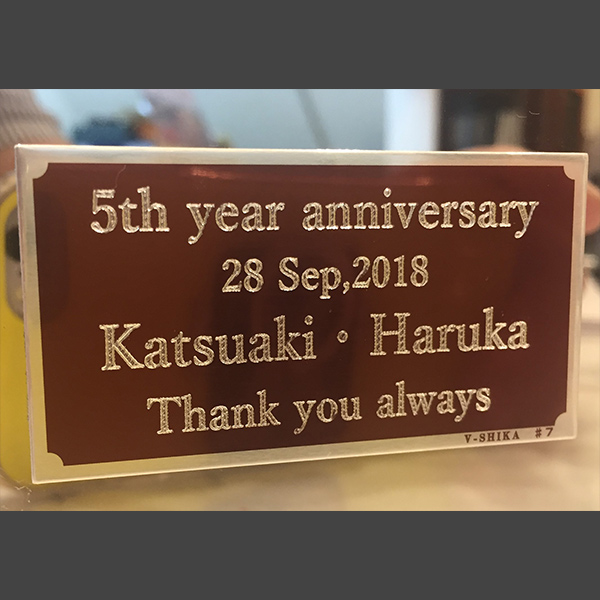 5th year anniversary
28 Sep,2018
Katsuaki・Haruka
Thank you always
V-SHIKA #7